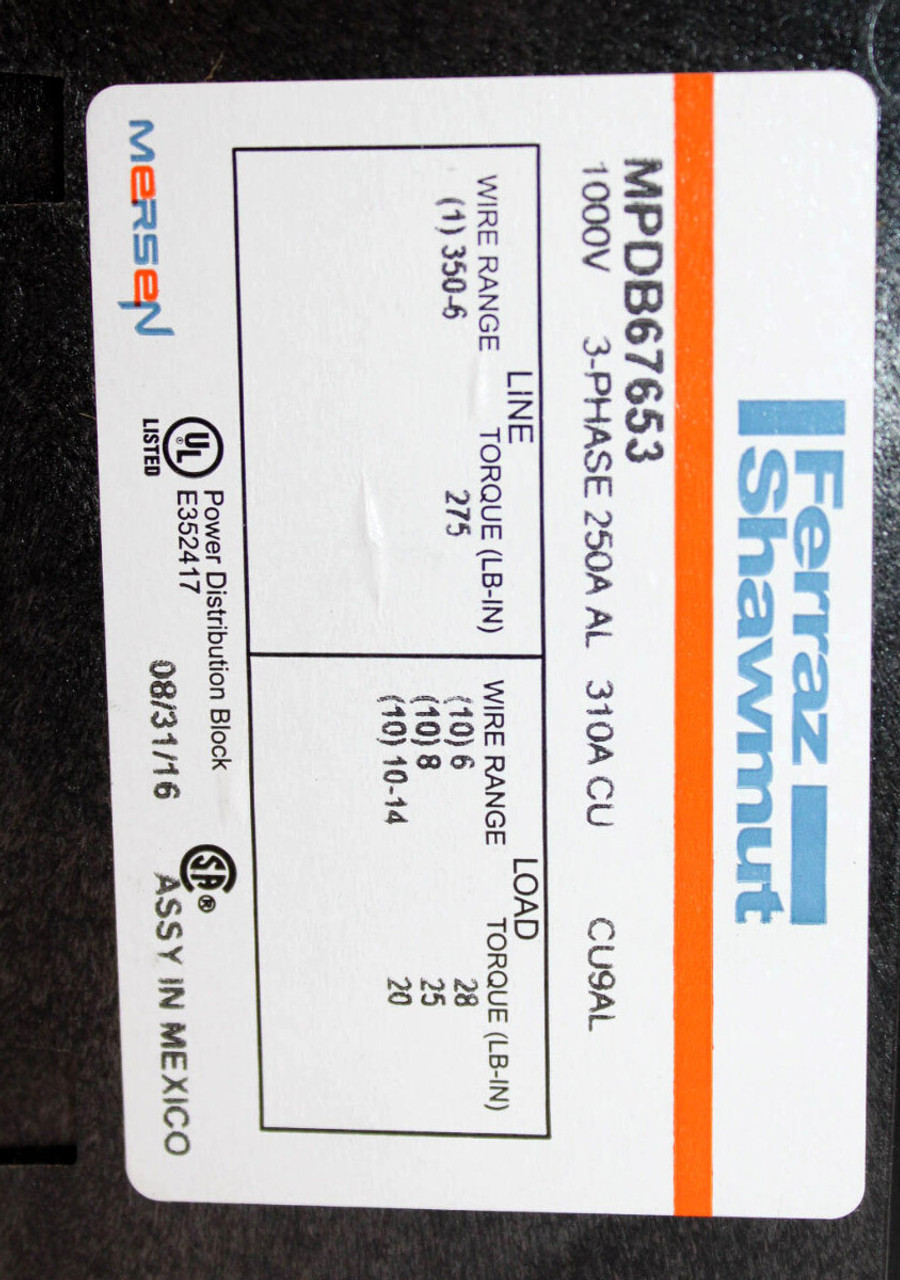 Ferraz
Shawmut
MPDB67653
1000V 3-PHASE 250A AL 310A CU CU9AL
LINE
WIRE RANGE TORQUE (LB-IN)
(1) 350-6 275
LOAD
WIRE RANGE TORQUE (LB-IN)
(10) 6 28
(10) 8 25
(10) 10-14 20
MERSEN
UL
LISTED
Power Distribution Block
E352417
08/31/16
SA®
ASSY IN MEXICO